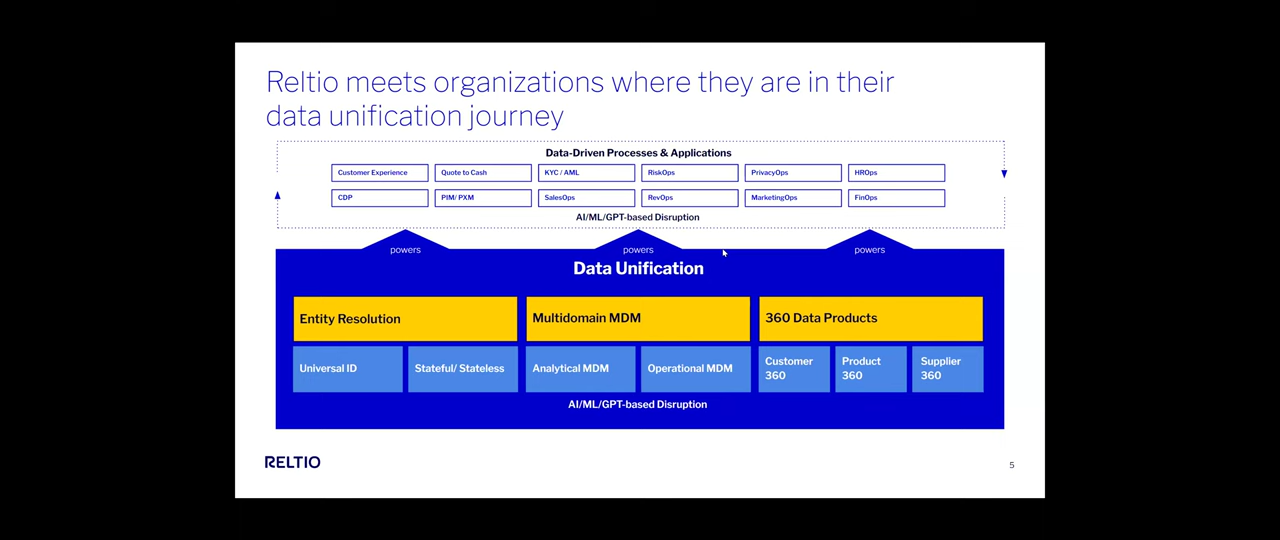 Reltio meets organizations where they are in their
data unification journey
Data-Driven Processes & Applications
Customer Experience
Quote to Cash
KYC / AML
RiskOps
PrivacyOps
HROps
CDP
PIM/ PXM
SalesOps
RevOps
MarketingOps
FinOps
AI/ML/GPT-based Disruption
powers
powers
powers
Data Unification
Entity Resolution
Multidomain MDM
360 Data Products
Universal ID
Stateful/ Stateless
Analytical MDM
Operational MDM
Customer
360
Product
360
Supplier
360
AI/ML/GPT-based Disruption
RELTIO
5